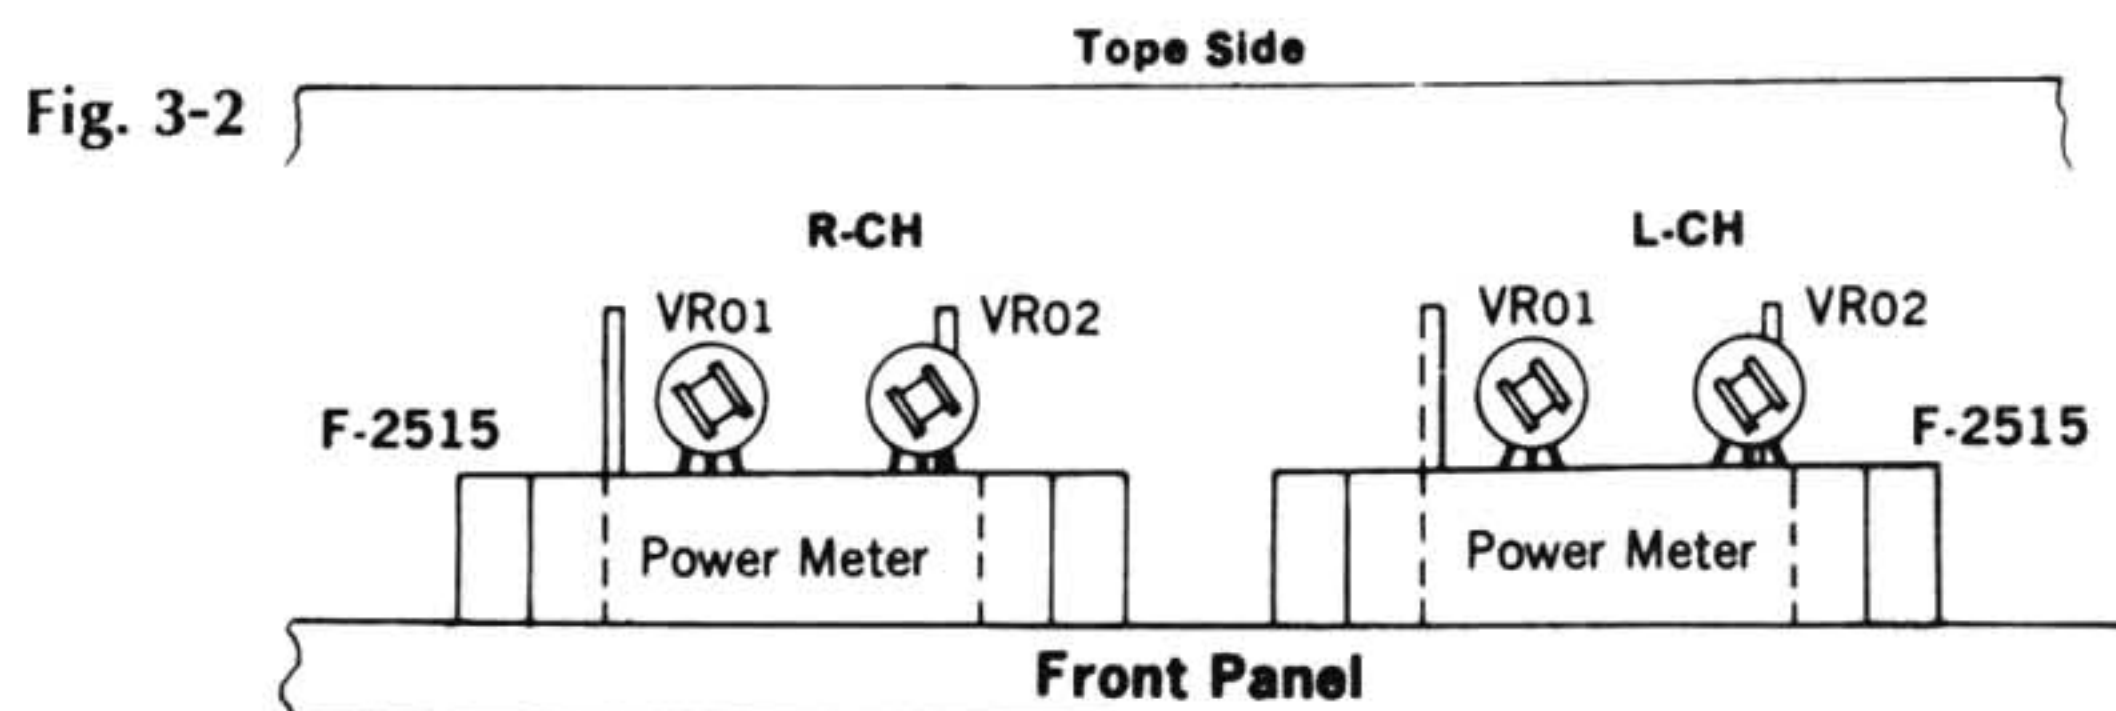 Tope Side
Fig. 3-2
R-CH L-CH
VR01 VR02 VR01 VR02
F-2515 F-2515
Power Meter Power Meter
Front Panel